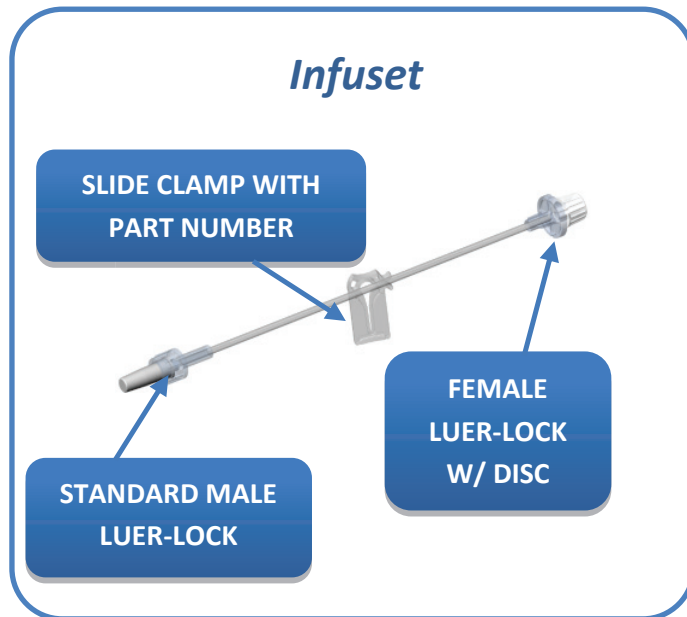 Infuset
SLIDE CLAMP WITH
PART NUMBER
FEMALE
LUER-LOCK
W/ DISC
STANDARD MALE
LUER-LOCK